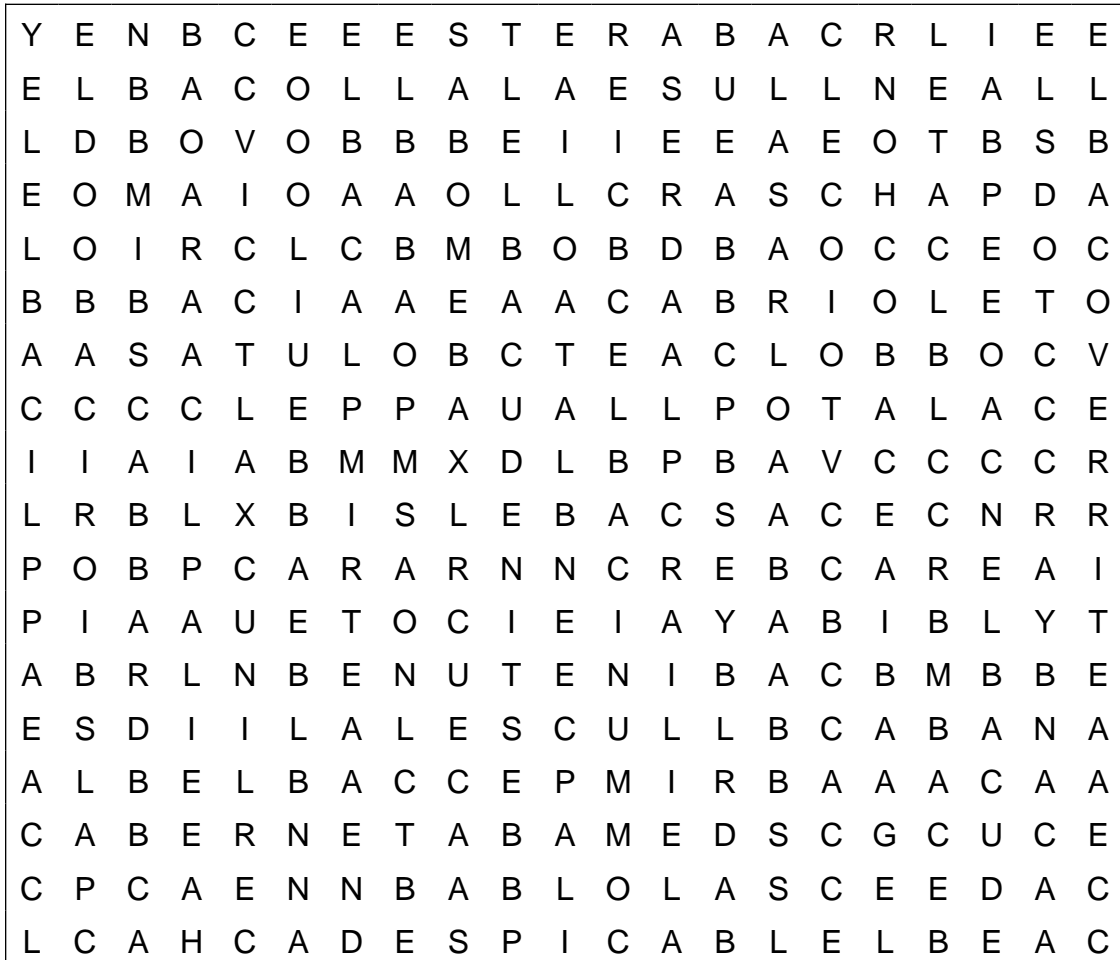 Y E N B C E E E S T E R A B A C R L I E E
E L B A C O L L A L A E S U L L N E A L L
L D B O V O B B B E I I E E A E O T B S B
E O M A I O A A O L L C R A S C H A P D A
L O I R C L C B M B O B D B A O C C E O C
B B B A C I A A E A A C A B R I O L E T O
A A S A T U L O B C T E A C L O B B O C V
C C C C L E P P A U A L L P O T A L A C E
I I A I A B M M X D L B P B A V C C C C R
L R B L X B I S L E B A C S A C E C N R R
P O B P C A R A R N N C R E B C A R E A I
P I A A U E T O C I E I A Y A B I B L Y T
A B R L N B E N U T E N I B A C B M B B E
E S D I I L A L E S C U L L B C A B A N A
A L B E L B A C C E P M I R B A A A C A A
C A B E R N E T A B A M E D S C G C U C E
C P C A E N N B A B L O L A S C E E D A C
L C A H C A D E S P I C A B L E L B E A C